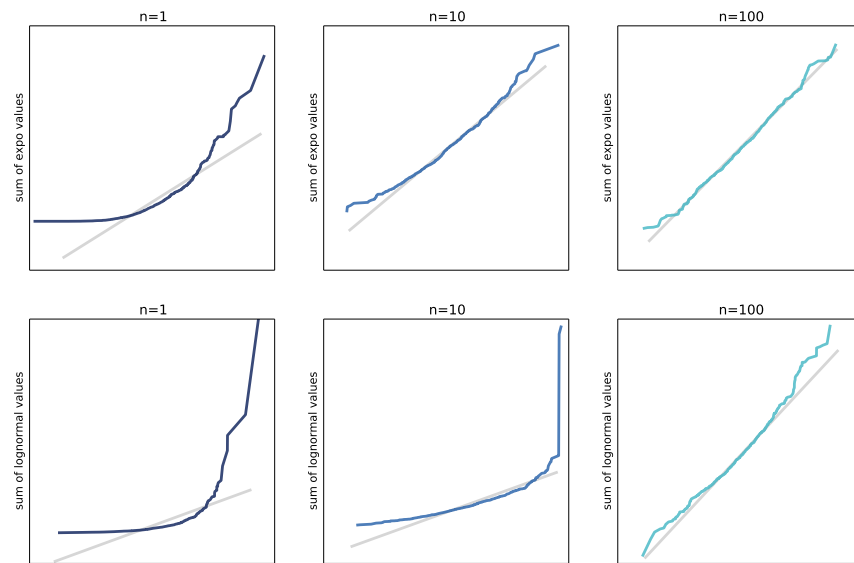 n=1
n=10
n=100
sum of expo values
sum of expo values
sum of expo values
n=1
n=10
n=100
sum of lognormal values
sum of lognormal values
sum of lognormal values